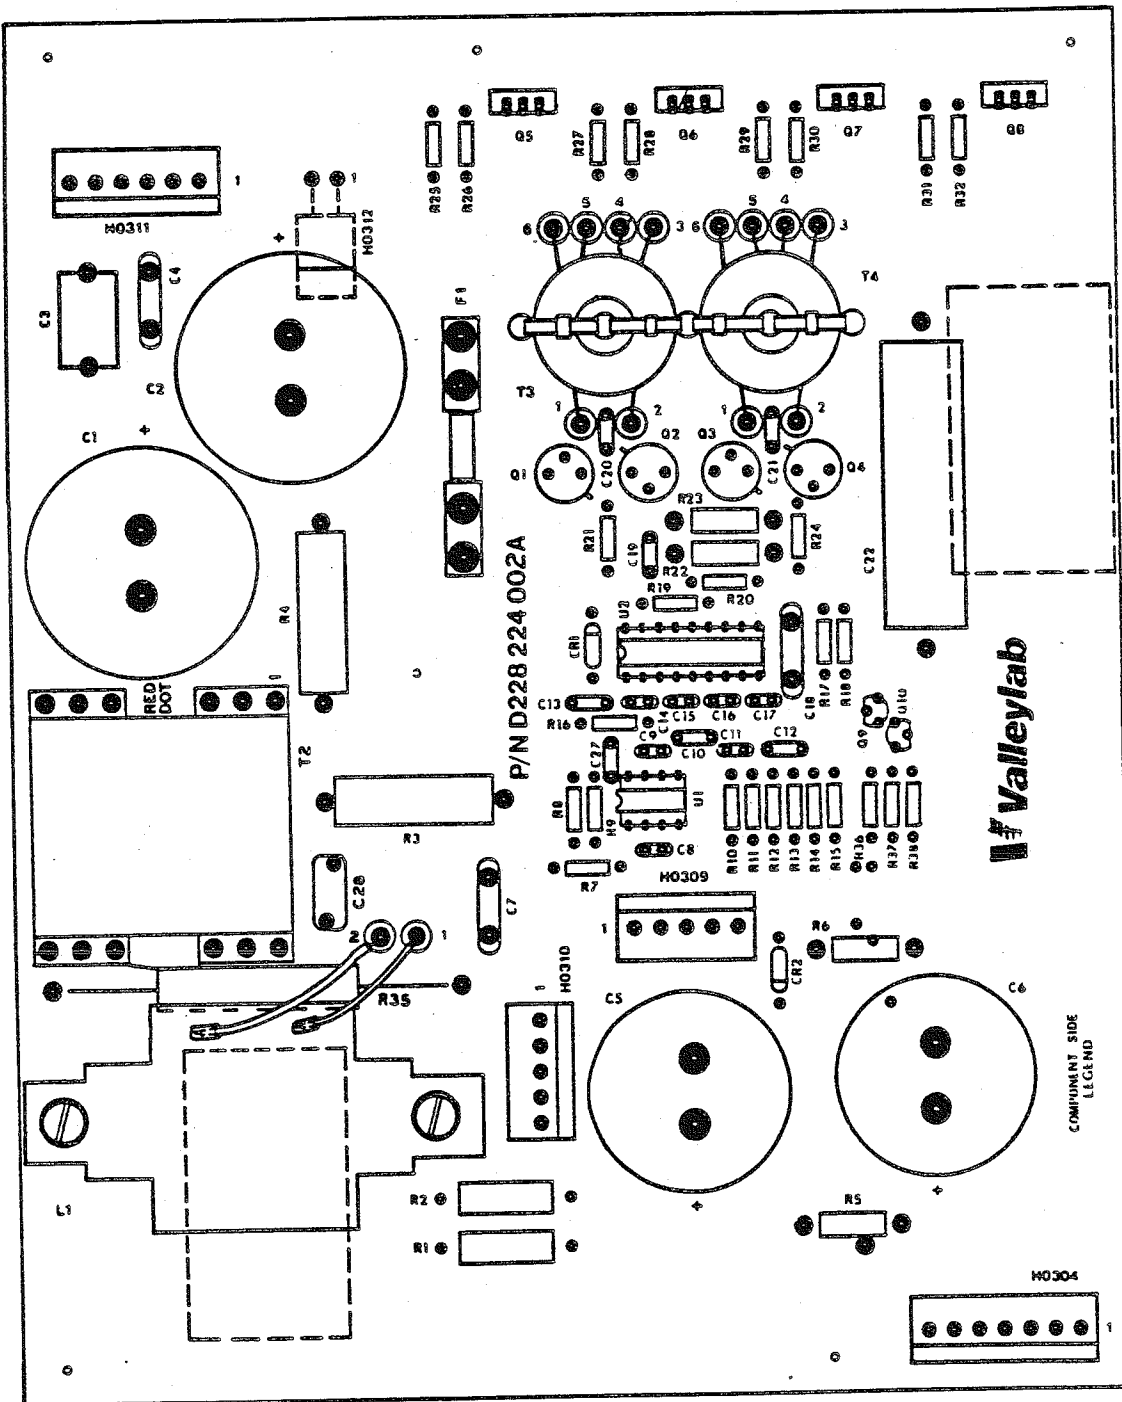 Q5
R27
R28
Q6
R29
R30
Q7
Q8
R25
R26
R31
R32
1
H0311
1
H0312
+
C4
C3
C2
F1
6
5
4
3
6
5
4
3
T4
T3
1
2
1
2
C1
+
Q1
C20
Q2
Q3
C21
Q4
R23
R21
C19
R22
R24
C22
R19
R20
R4
U2
CR1
P/N D228 224 002A
RED
DOT
1
C13
C14
C15
C16
C17
C18
R17
R18
Q9
Q10
R16
C27
C9
C10
C11
C12
T2
Valleylab
R8
R9
U1
R3
R10
R11
R12
R13
R14
R15
R36
R37
R38
C8
R7
C28
C7
H0309
1
2
1
R6
CR2
R35
1
H0310
C5
C6
COMPONENT SIDE
LEGEND
L1
R2
R1
+
+
R5
H0304
1